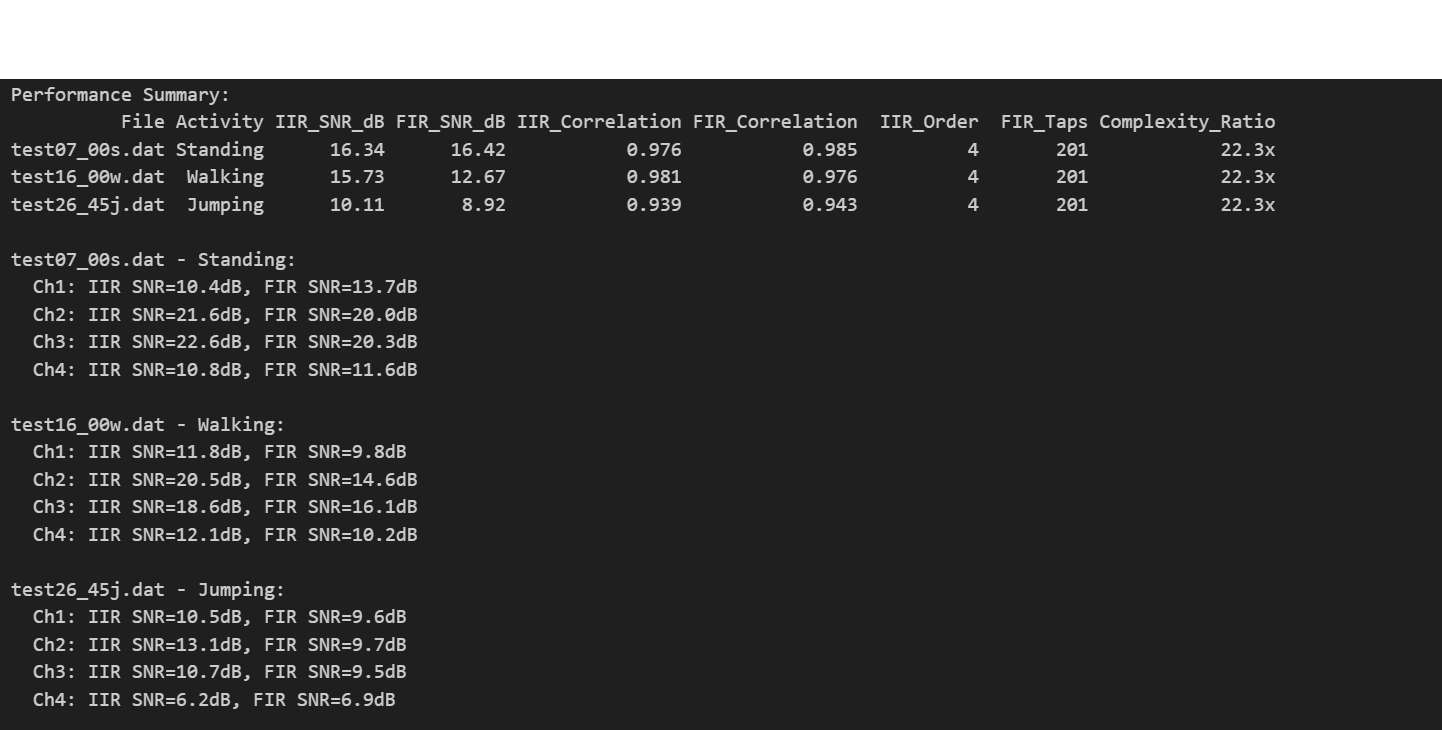 Performance Summary:
File Activity IIR_SNR_dB FIR_SNR_dB IIR_Correlation FIR_Correlation IIR_Order FIR_Taps Complexity_Ratio
test07_00s.dat Standing 16.34 16.42 0.976 0.985 4 201 22.3x
test16_00w.dat Walking 15.73 12.67 0.981 0.976 4 201 22.3x
test26_45j.dat Jumping 10.11 8.92 0.939 0.943 4 201 22.3x
test07_00s.dat - Standing:
Ch1: IIR SNR=10.4dB, FIR SNR=13.7dB
Ch2: IIR SNR=21.6dB, FIR SNR=20.0dB
Ch3: IIR SNR=22.6dB, FIR SNR=20.3dB
Ch4: IIR SNR=10.8dB, FIR SNR=11.6dB
test16_00w.dat - Walking:
Ch1: IIR SNR=11.8dB, FIR SNR=9.8dB
Ch2: IIR SNR=20.5dB, FIR SNR=14.6dB
Ch3: IIR SNR=18.6dB, FIR SNR=16.1dB
Ch4: IIR SNR=12.1dB, FIR SNR=10.2dB
test26_45j.dat - Jumping:
Ch1: IIR SNR=10.5dB, FIR SNR=9.6dB
Ch2: IIR SNR=13.1dB, FIR SNR=9.7dB
Ch3: IIR SNR=10.7dB, FIR SNR=9.5dB
Ch4: IIR SNR=6.2dB, FIR SNR=6.9dB